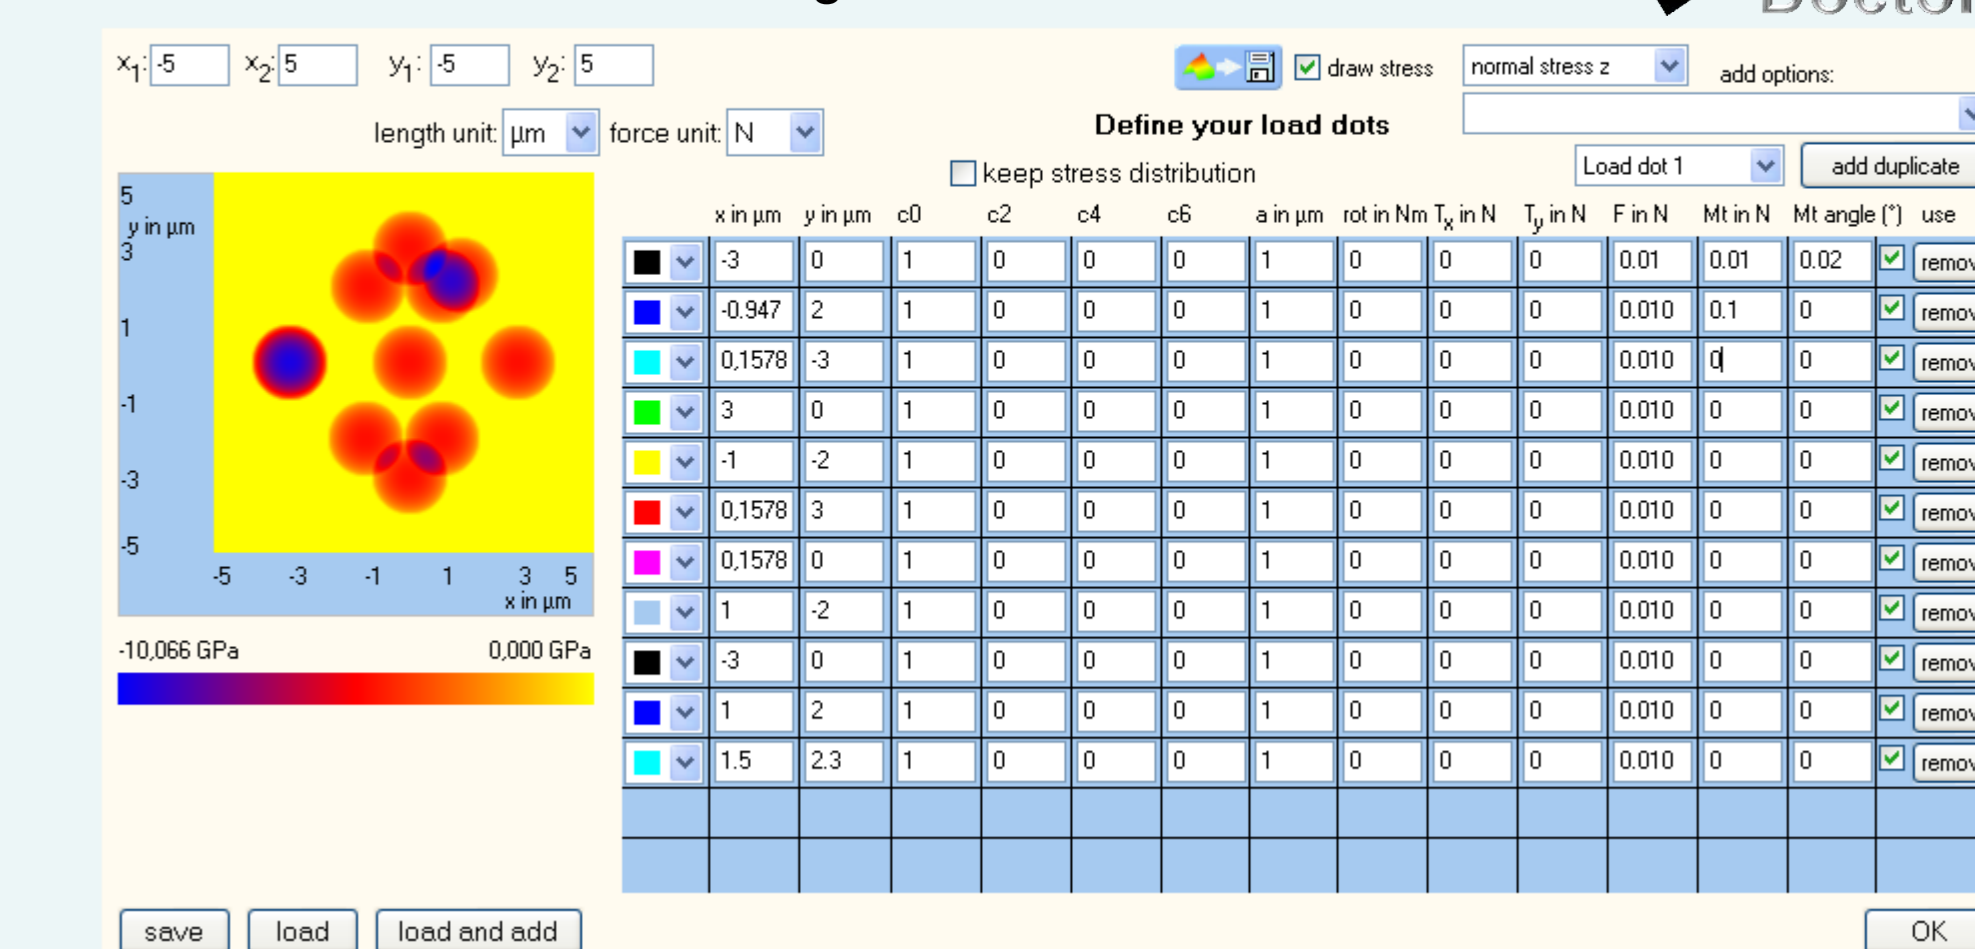 Doctor
x1: -5 x2: 5 y1: -5 y2: 5
draw stress normal stress z add options:
length unit: µm force unit: N
Define your load dots
keep stress distribution Load dot 1 add duplicate
x in µm y in µm c0 c2 c4 c6 a in µm rot in Nm Tx in N Ty in N F in N Mt in N Mt angle (°) use
-3 0 1 0 0 0 1 0 0 0 0.01 0.01 0.02 remov
-0.947 2 1 0 0 0 1 0 0 0 0.010 0.1 0 remov
0,1578 -3 1 0 0 0 1 0 0 0 0.010 0 0 remov
3 0 1 0 0 0 1 0 0 0 0.010 0 0 remov
-1 -2 1 0 0 0 1 0 0 0 0.010 0 0 remov
0,1578 3 1 0 0 0 1 0 0 0 0.010 0 0 remov
0,1578 0 1 0 0 0 1 0 0 0 0.010 0 0 remov
1 -2 1 0 0 0 1 0 0 0 0.010 0 0 remov
-3 0 1 0 0 0 1 0 0 0 0.010 0 0 remov
1 2 1 0 0 0 1 0 0 0 0.010 0 0 remov
1.5 2.3 1 0 0 0 1 0 0 0 0.010 0 0 remov
5
y in µm
3
1
-1
-3
-5
-5 -3 -1 1 3 5
x in µm
-10,066 GPa 0,000 GPa
save load load and add OK